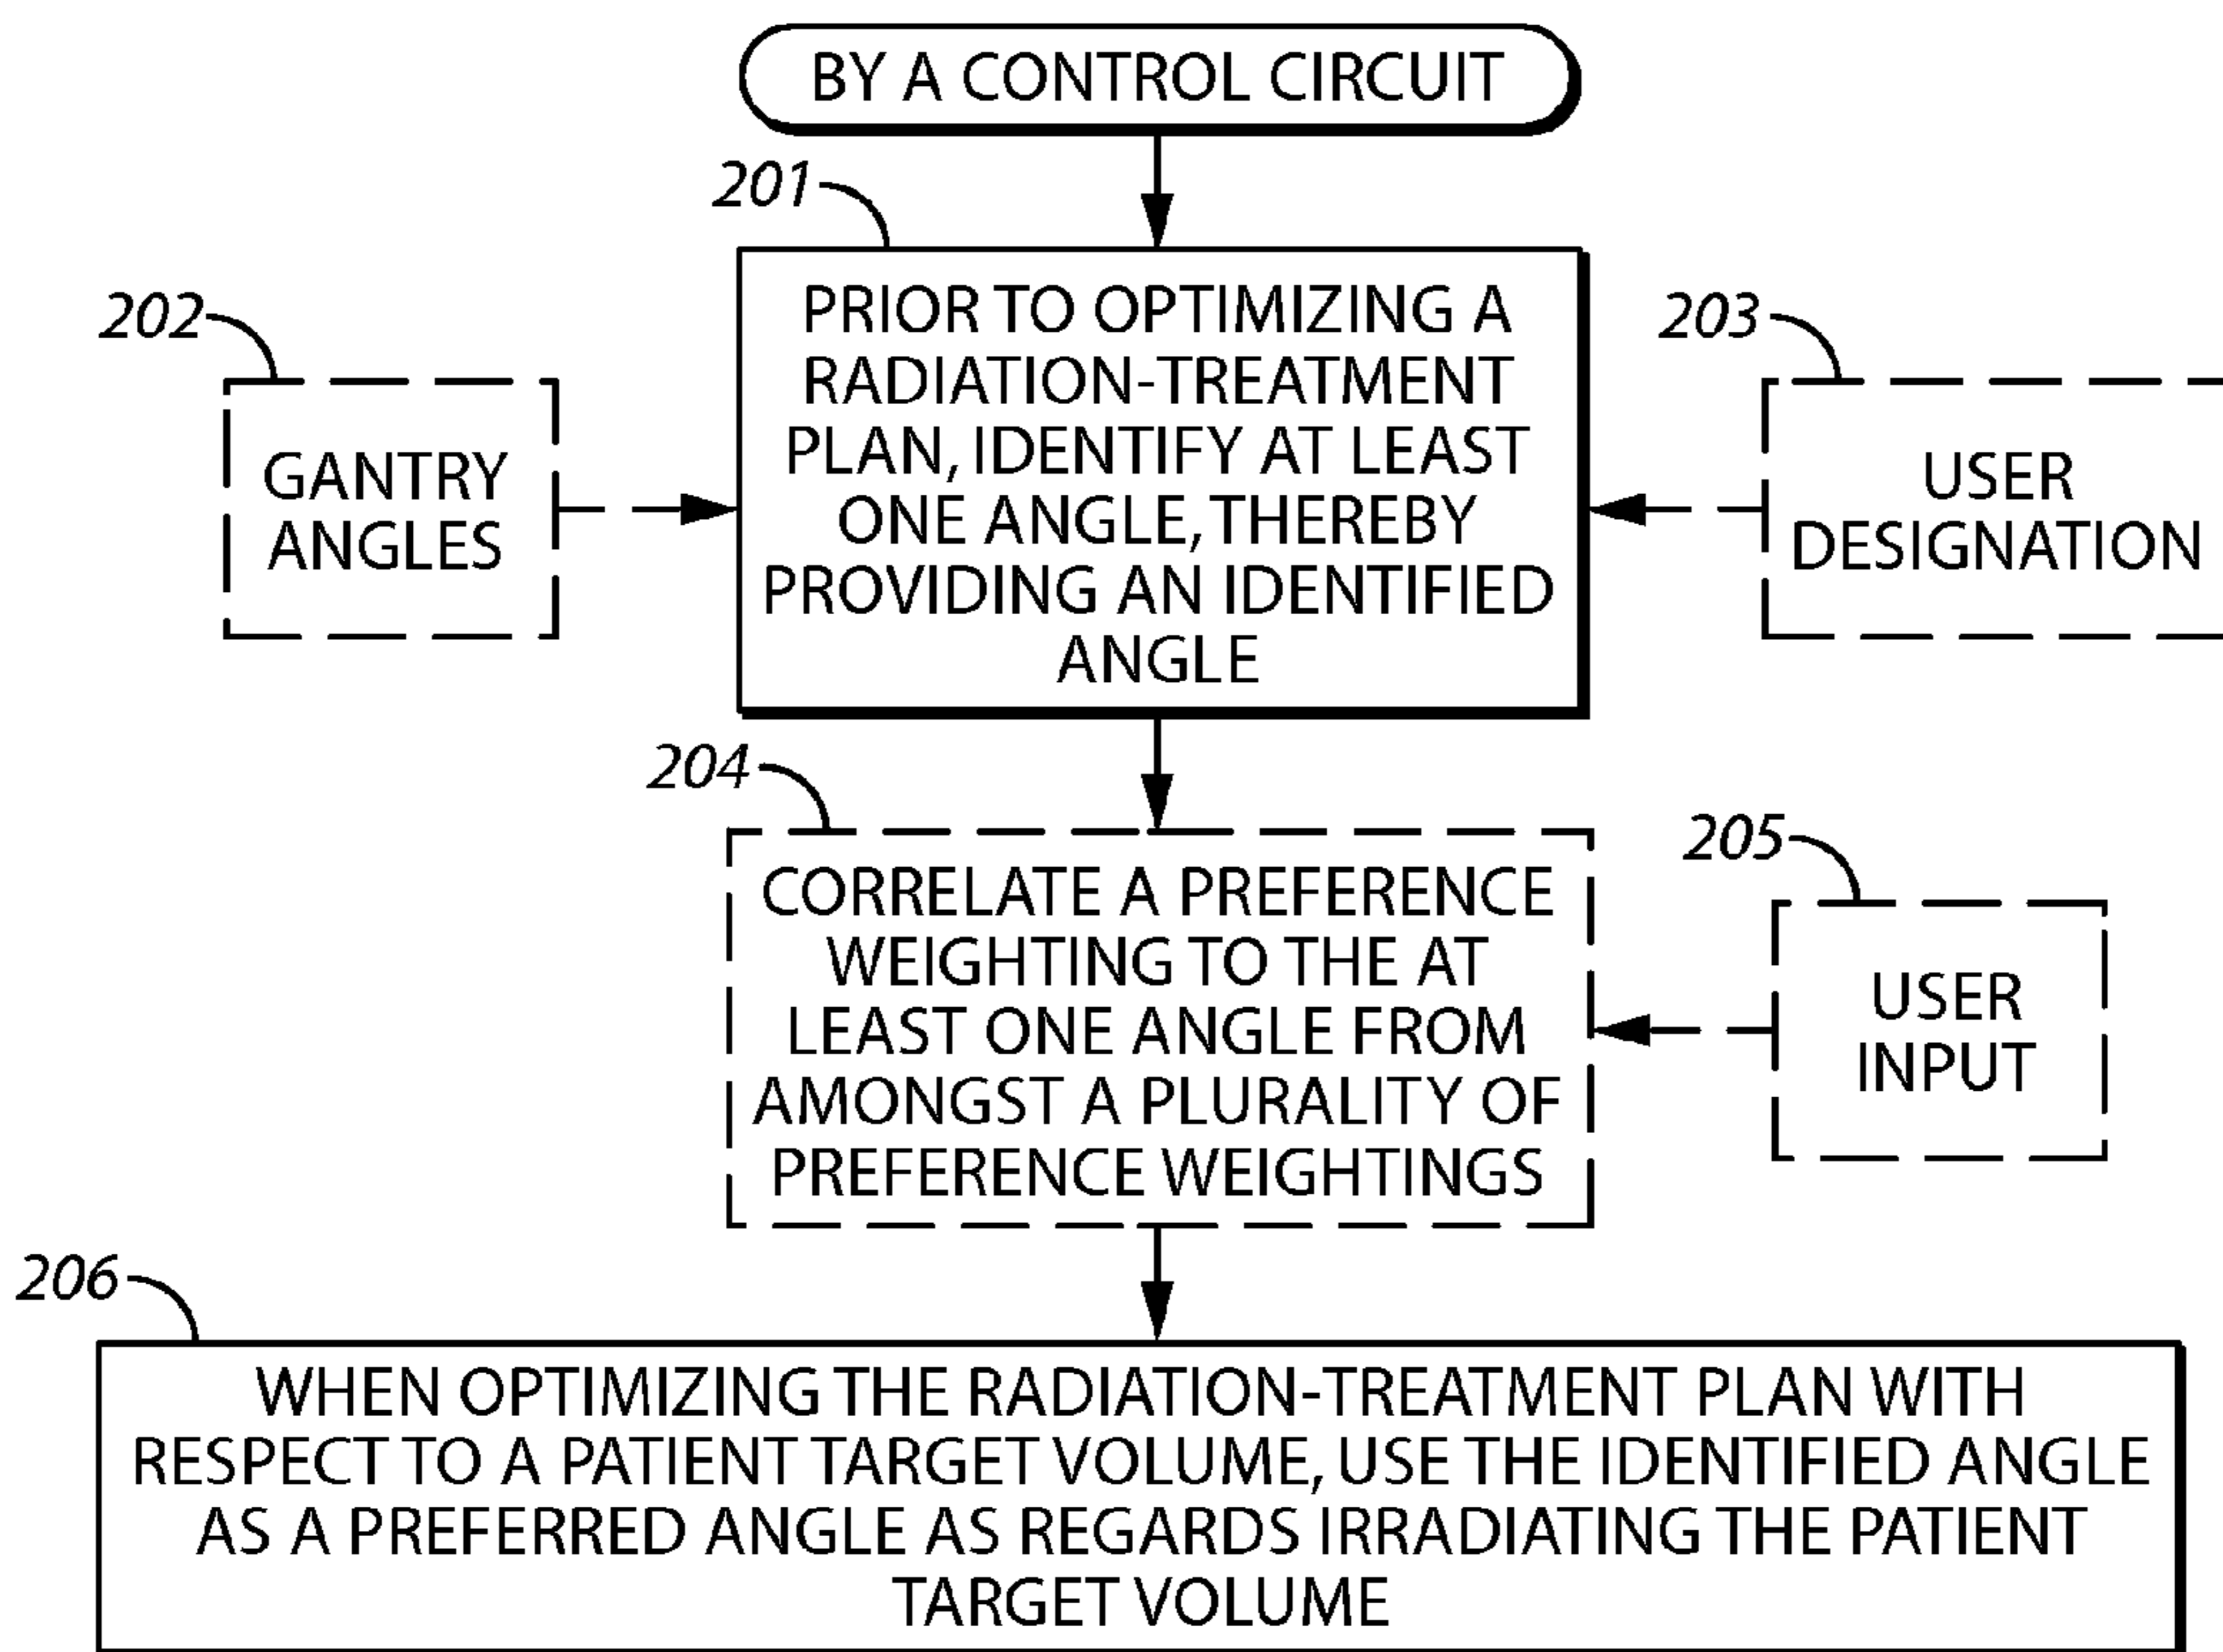 BY A CONTROL CIRCUIT
201
PRIOR TO OPTIMIZING A
RADIATION-TREATMENT
PLAN, IDENTIFY AT LEAST
ONE ANGLE, THEREBY
PROVIDING AN IDENTIFIED
ANGLE
202
GANTRY
ANGLES
203
USER
DESIGNATION
204
CORRELATE A PREFERENCE
WEIGHTING TO THE AT
LEAST ONE ANGLE FROM
AMONGST A PLURALITY OF
PREFERENCE WEIGHTINGS
205
USER
INPUT
206
WHEN OPTIMIZING THE RADIATION-TREATMENT PLAN WITH
RESPECT TO A PATIENT TARGET VOLUME, USE THE IDENTIFIED ANGLE
AS A PREFERRED ANGLE AS REGARDS IRRADIATING THE PATIENT
TARGET VOLUME